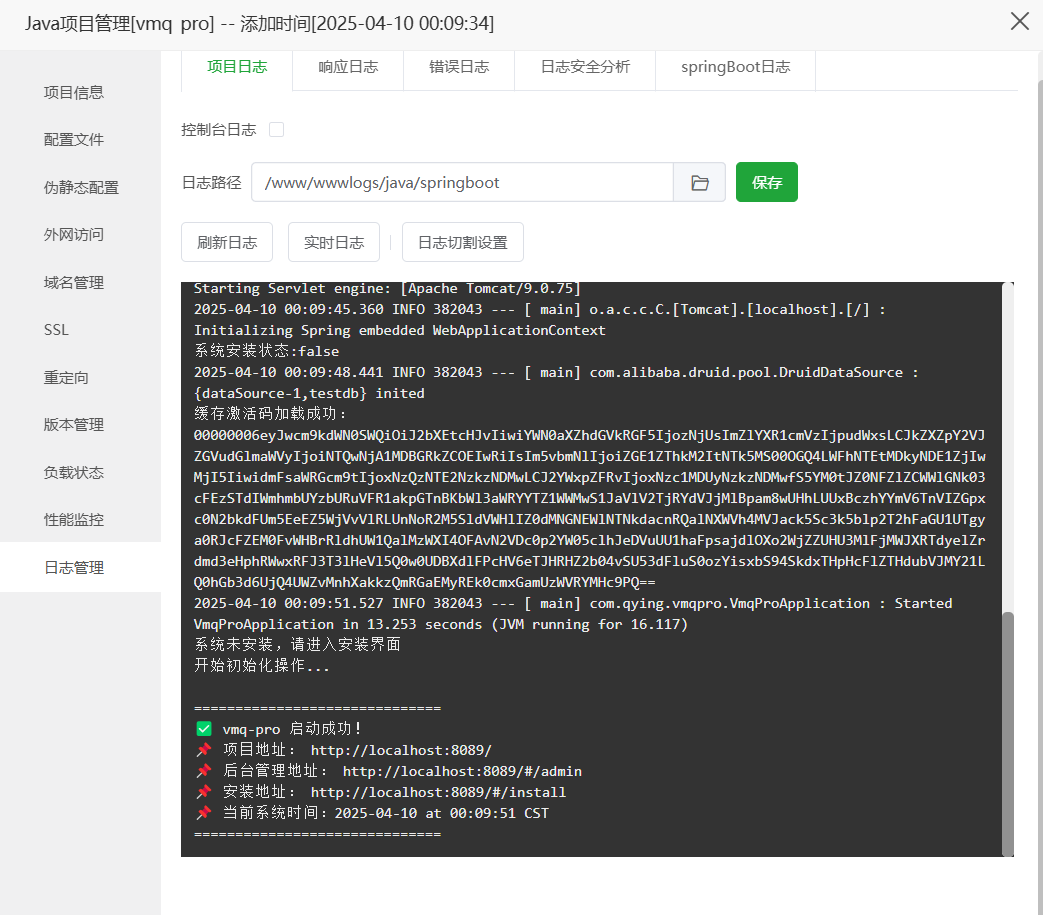 Java项目管理[vmq_pro] -- 添加时间[2025-04-10 00:09:34]
项目信息
配置文件
伪静态配置
外网访问
域名管理
SSL
重定向
版本管理
负载状态
性能监控
日志管理
项目日志 响应日志 错误日志 日志安全分析 springBoot日志
控制台日志
日志路径 /www/wwwlogs/java/springboot 保存
刷新日志 实时日志 日志切割设置
Starting Servlet engine: [Apache Tomcat/9.0.75]
2025-04-10 00:09:45.360 INFO 382043 --- [ main] o.a.c.c.C.[Tomcat].[localhost].[/] :
Initializing Spring embedded WebApplicationContext
系统安装状态:false
2025-04-10 00:09:48.441 INFO 382043 --- [ main] com.alibaba.druid.pool.DruidDataSource :
{dataSource-1,testdb} inited
缓存激活码加载成功：
2025-04-10 00:09:51.527 INFO 382043 --- [ main] com.qying.vmqpro.VmqProApplication : Started
VmqProApplication in 13.253 seconds (JVM running for 16.117)
系统未安装，请进入安装界面
开始初始化操作...
==============================
✅ vmq-pro 启动成功！
📌 项目地址： http://localhost:8089/
📌 后台管理地址： http://localhost:8089/#/admin
📌 安装地址： http://localhost:8089/#/install
📌 当前系统时间：2025-04-10 at 00:09:51 CST
==============================